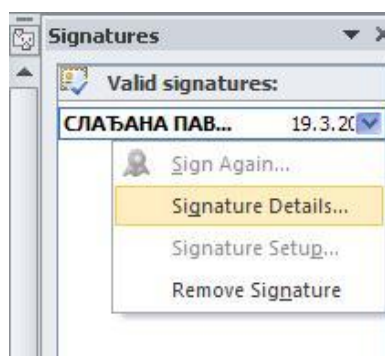 Signatures
Valid signatures:
СЛАЂАНА ПАВ... 19.3.20
Sign Again...
Signature Details...
Signature Setup...
Remove Signature